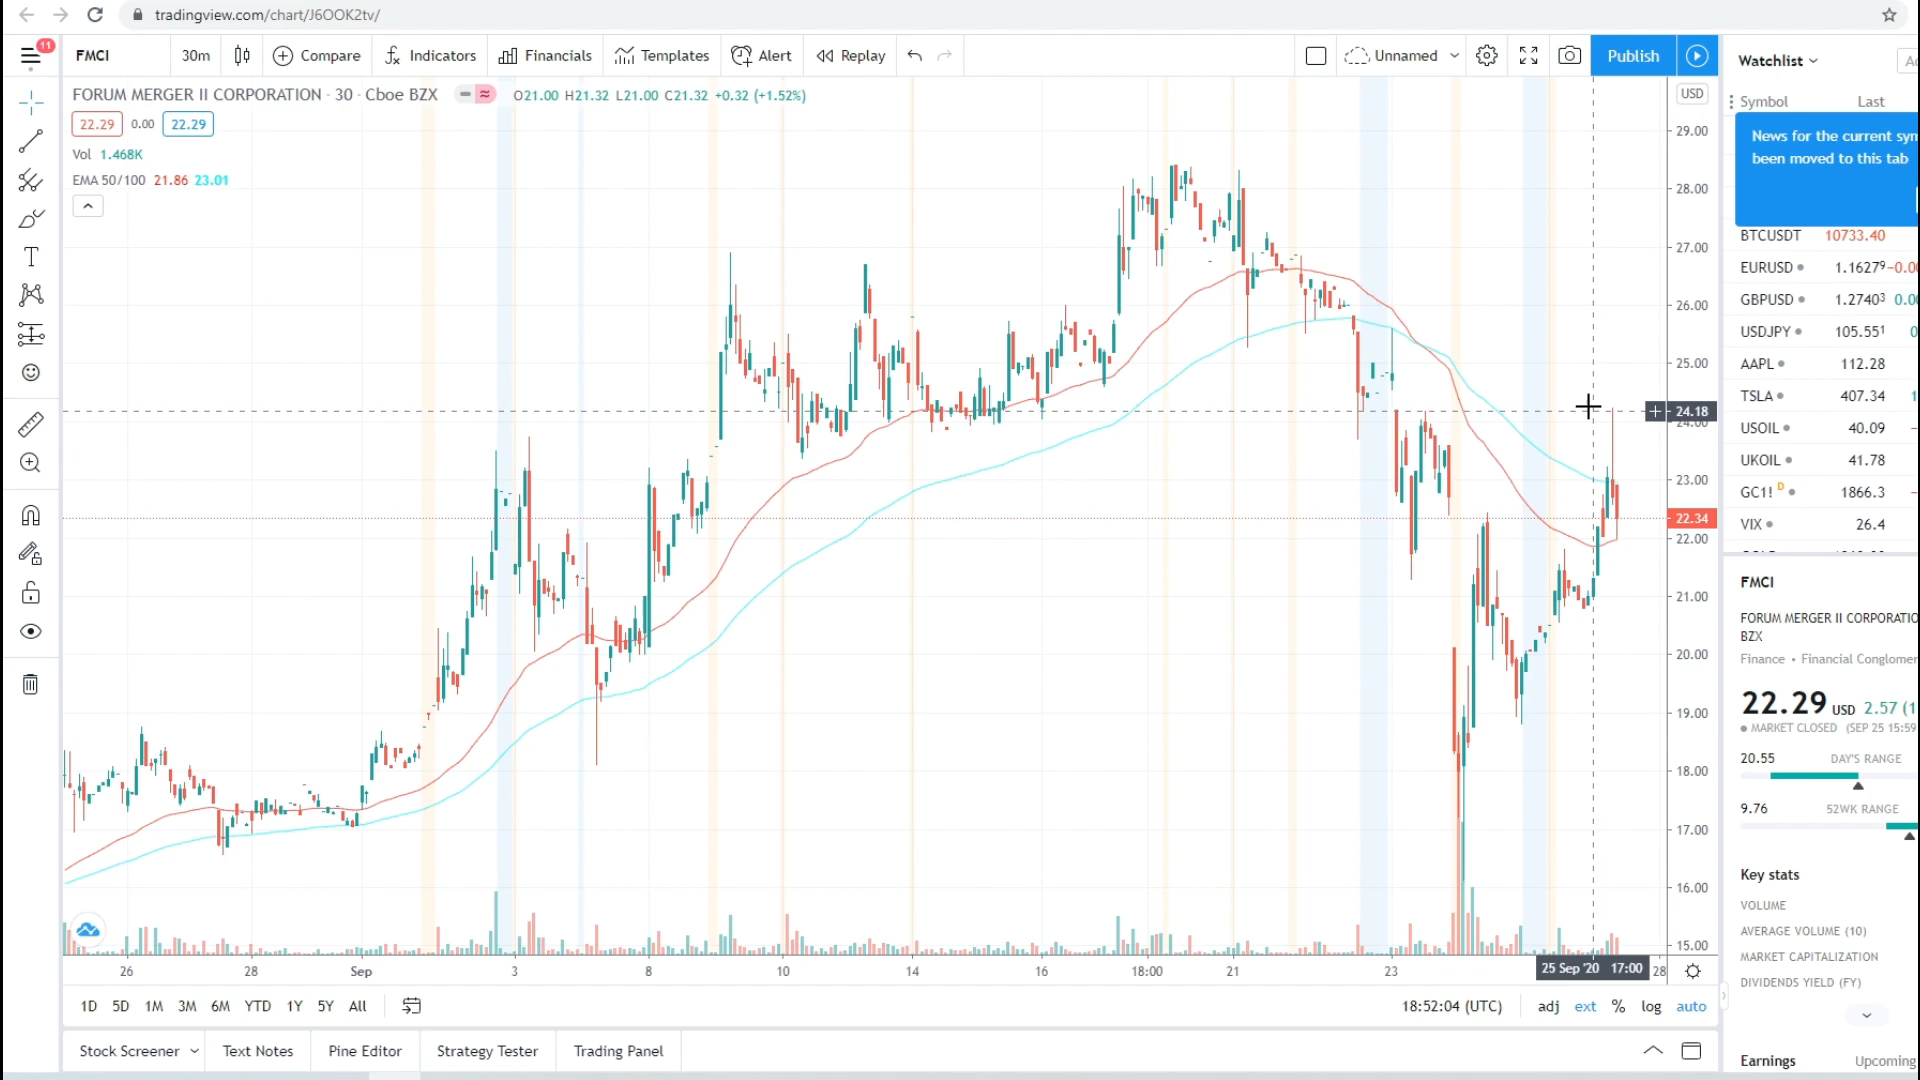 tradingview.com/chart/J6OOK2tv/
11
FMCI
30m
Compare
Indicators
Financials
Templates
Alert
Replay
Unnamed
Publish
FORUM MERGER II CORPORATION · 30 · Cboe BZX
O21.00 H21.32 L21.00 C21.32 +0.32 (+1.52%)
22.29 0.00 22.29
Vol 1.468K
EMA 50/100 21.86 23.01
USD
29.00
28.00
27.00
26.00
25.00
24.18
24.00
23.00
22.34
22.00
21.00
20.00
19.00
18.00
17.00
16.00
15.00
26 28 Sep 3 8 10 14 16 18:00 21 23 25 Sep '20 17:00 28
1D 5D 1M 3M 6M YTD 1Y 5Y All
18:52:04 (UTC) adj ext % log auto
Stock Screener
Text Notes
Pine Editor
Strategy Tester
Trading Panel
Watchlist
Symbol Last
News for the current sym
been moved to this tab
BTCUSDT 10733.40
EURUSD 1.16279 -0.00
GBPUSD 1.27403 0.00
USDJPY 105.551 0
AAPL 112.28
TSLA 407.34 1
USOIL 40.09 -
UKOIL 41.78
GC1! D 1866.3 -
VIX 26.4
FMCI
FORUM MERGER II CORPORATIO
BZX
Finance • Financial Conglomer
22.29 USD 2.57 (1
MARKET CLOSED (SEP 25 15:59
20.55 DAY'S RANGE
9.76 52WK RANGE
Key stats
VOLUME
AVERAGE VOLUME (10)
MARKET CAPITALIZATION
DIVIDENDS YIELD (FY)
Earnings Upcoming